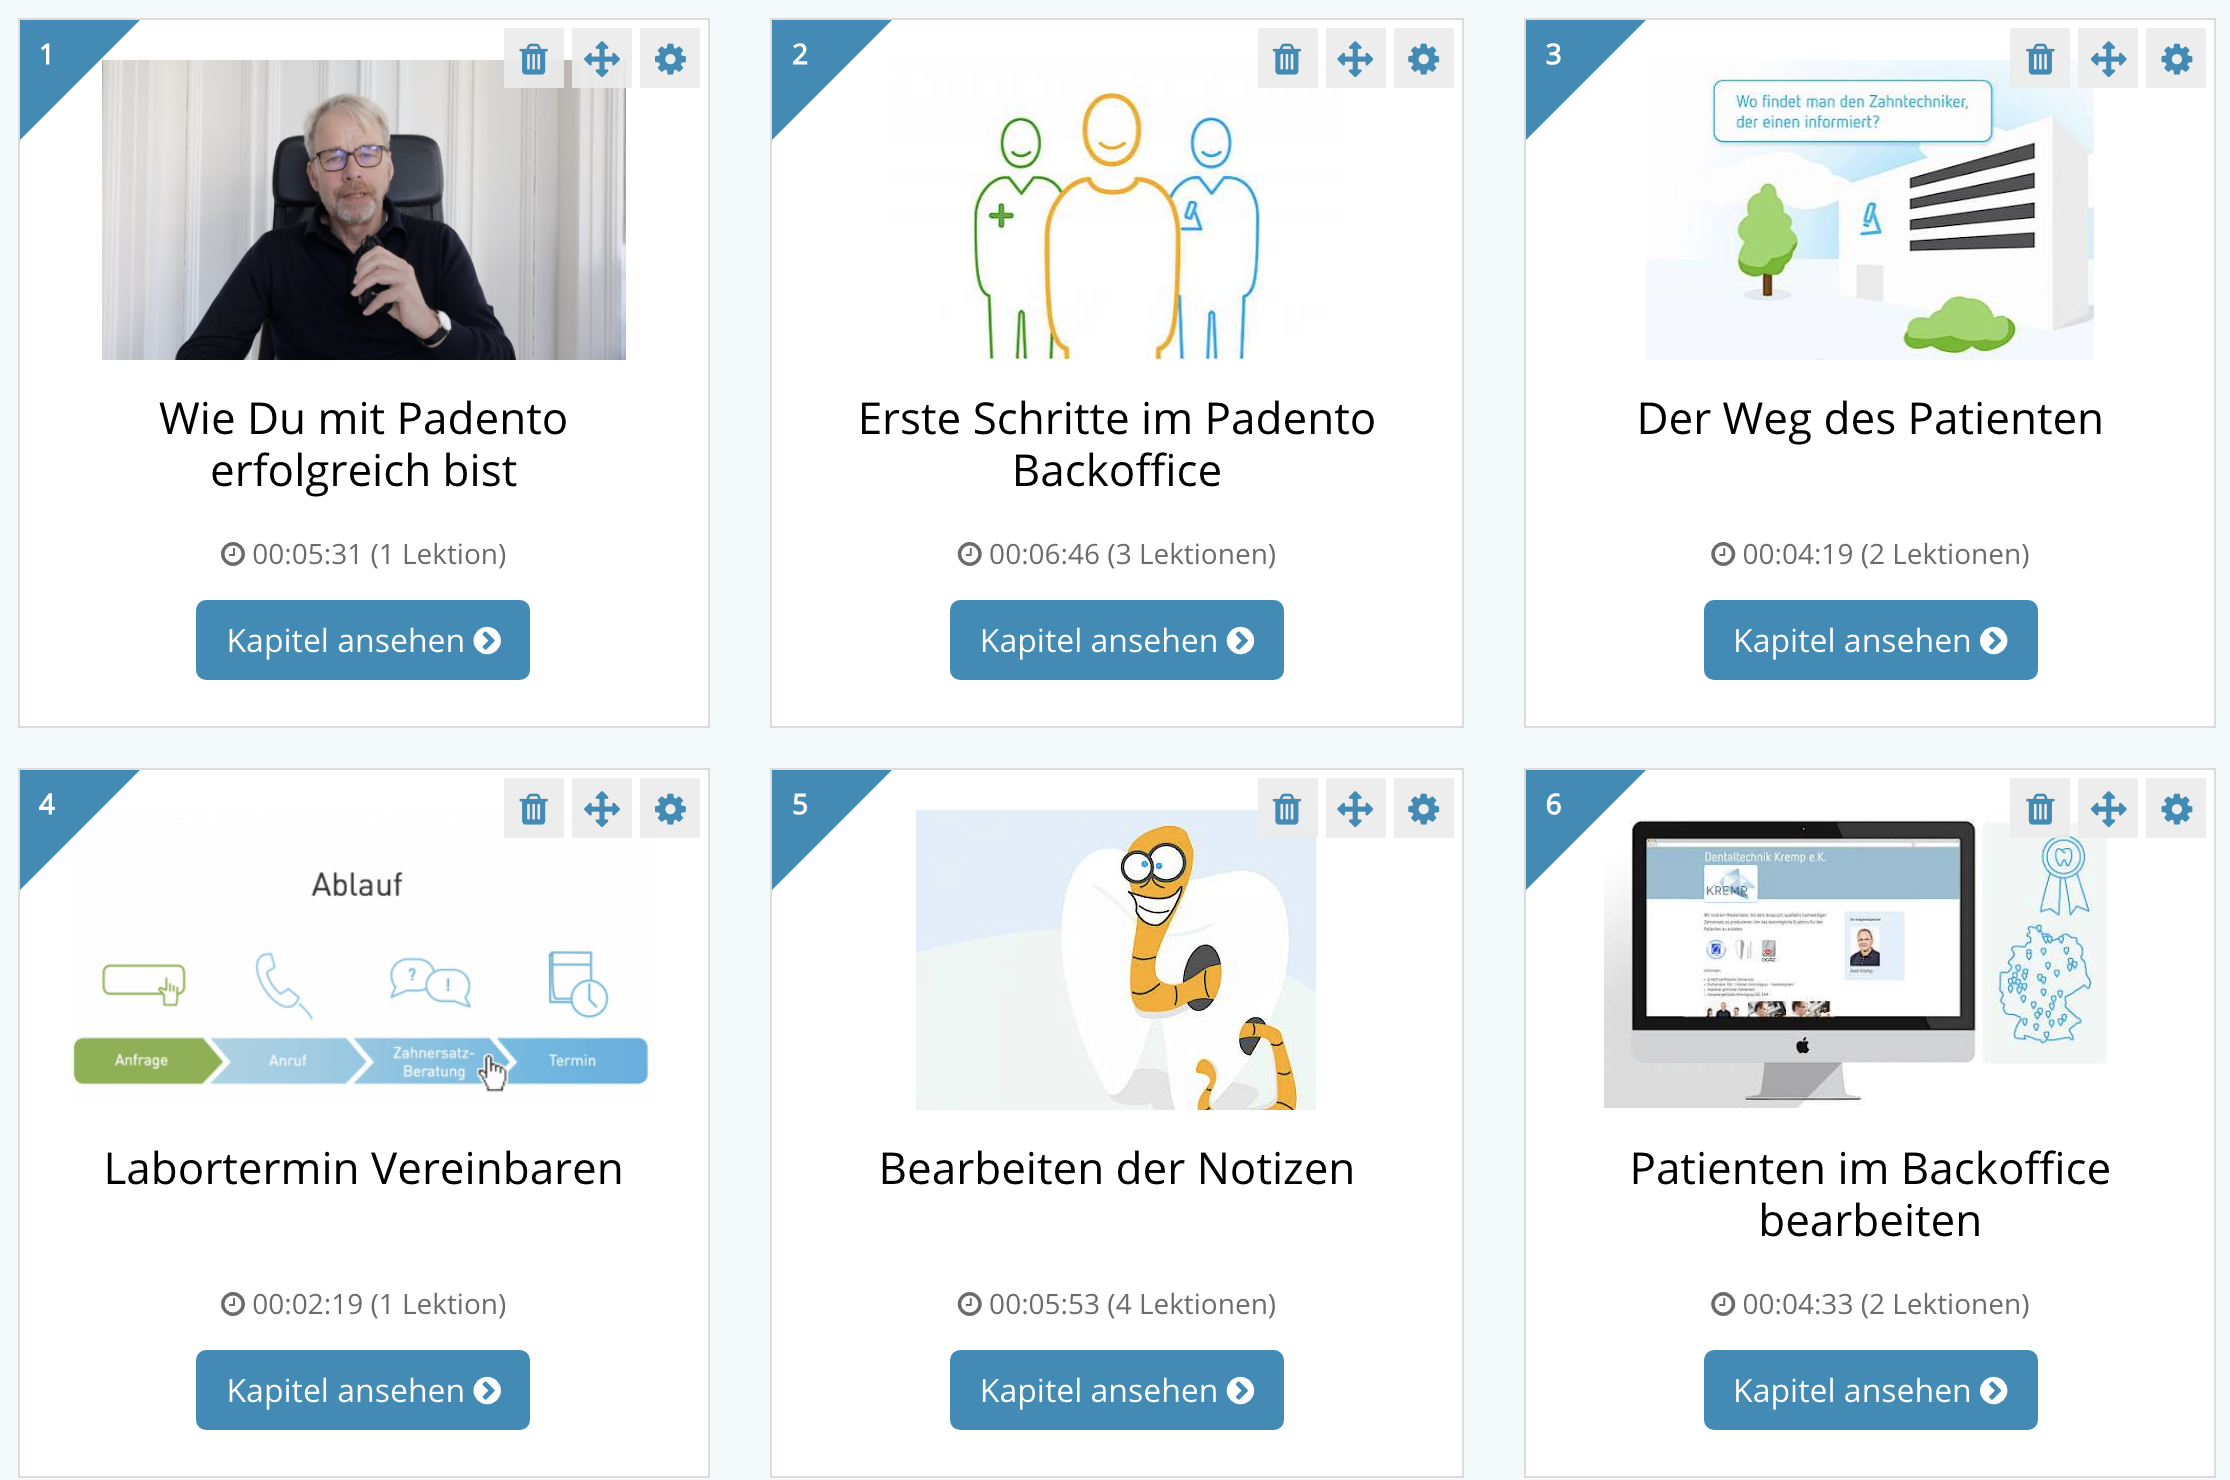 1
Wie Du mit Padento
erfolgreich bist
00:05:31 (1 Lektion)
Kapitel ansehen
2
Erste Schritte im Padento
Backoffice
00:06:46 (3 Lektionen)
Kapitel ansehen
3
Wo findet man den Zahntechniker,
der einen informiert?
Der Weg des Patienten
00:04:19 (2 Lektionen)
Kapitel ansehen
4
Ablauf
? !
Anfrage
Anruf
Zahnersatz-
Beratung
Termin
Labortermin Vereinbaren
00:02:19 (1 Lektion)
Kapitel ansehen
5
Bearbeiten der Notizen
00:05:53 (4 Lektionen)
Kapitel ansehen
6
Dentaltechnik Kremp e.K.
KREMP
Axel Kremp
Patienten im Backoffice
bearbeiten
00:04:33 (2 Lektionen)
Kapitel ansehen